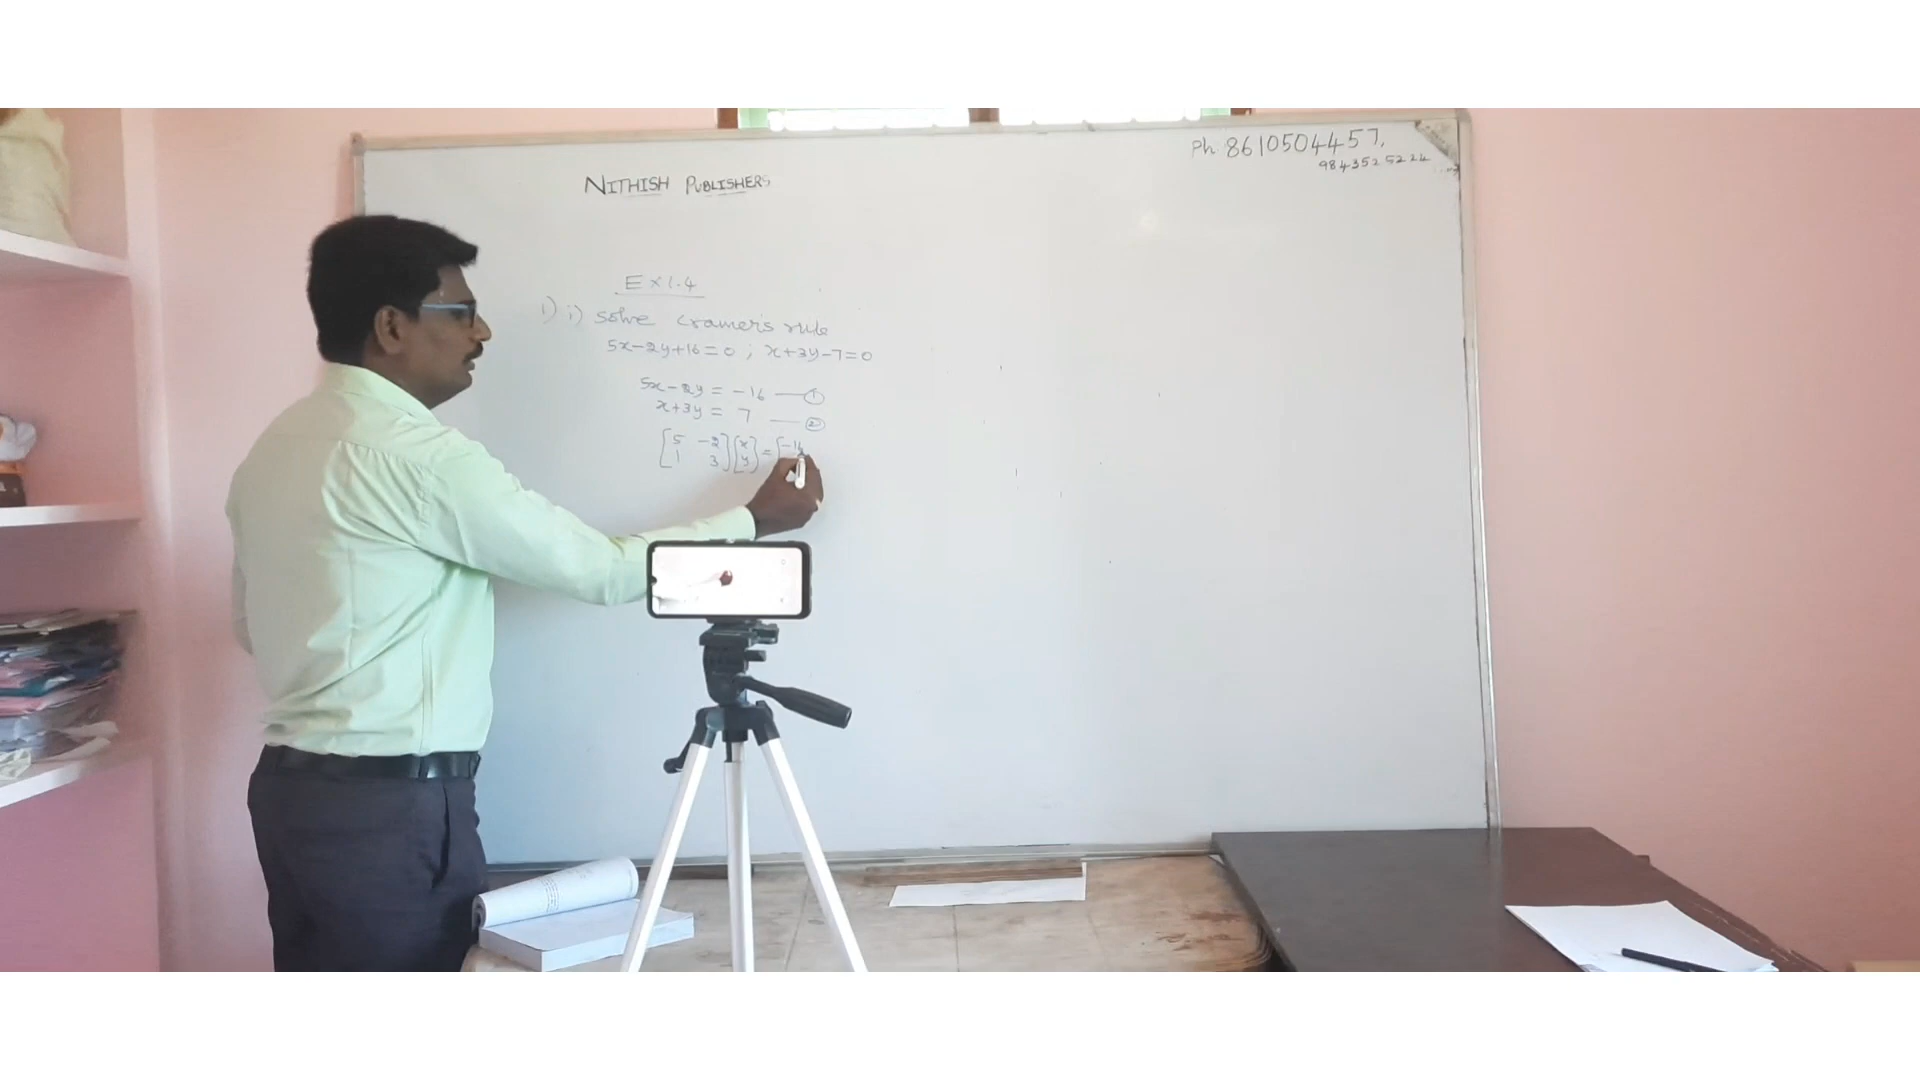 NITHISH PUBLISHERS
Ph: 8610504457,
9843525224
Ex 1.4
1) i) solve cramer's rule
5x-2y+16=0 ; x+3y-7=0
5x-2y = -16 —①
x+3y = 7 —②
[5 -2] [x] = [-16
1 3] [y]